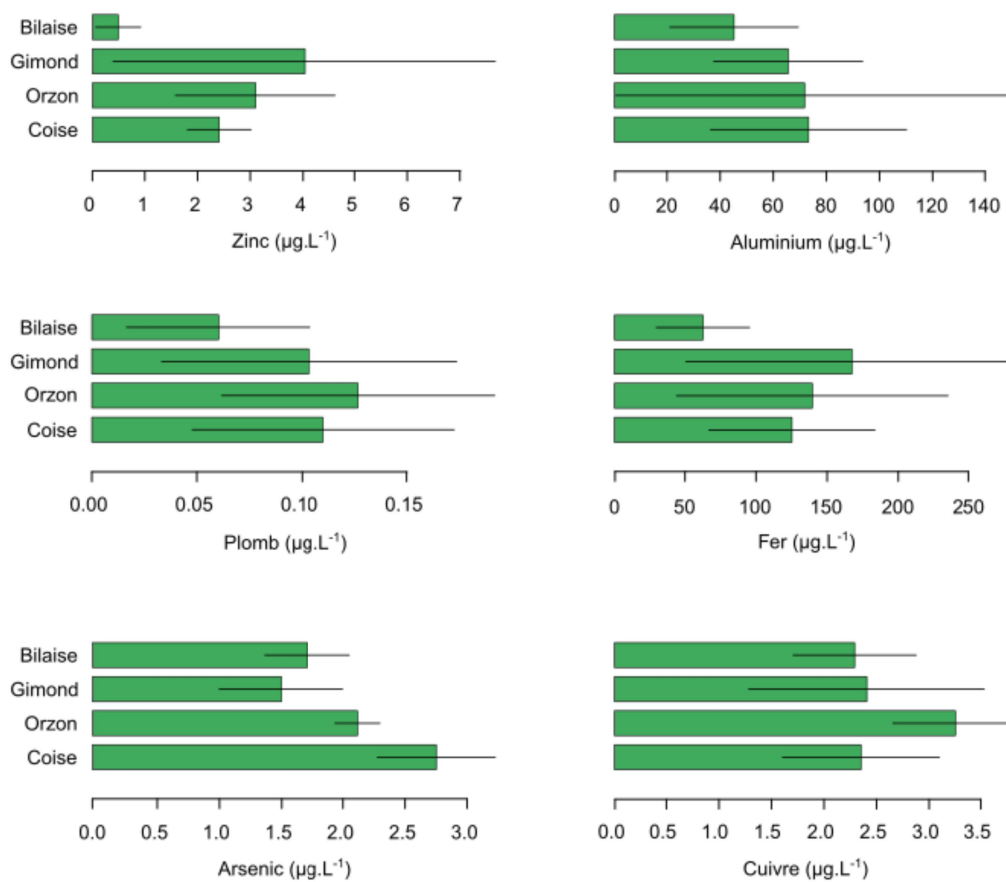 Bilaise
Gimond
Orzon
Coise
0 1 2 3 4 5 6 7
Zinc (µg.L-1)
0 20 40 60 80 100 120 140
Aluminium (µg.L-1)
Bilaise
Gimond
Orzon
Coise
0.00 0.05 0.10 0.15
Plomb (µg.L-1)
0 50 100 150 200 250
Fer (µg.L-1)
Bilaise
Gimond
Orzon
Coise
0.0 0.5 1.0 1.5 2.0 2.5 3.0
Arsenic (µg.L-1)
0.0 0.5 1.0 1.5 2.0 2.5 3.0 3.5
Cuivre (µg.L-1)